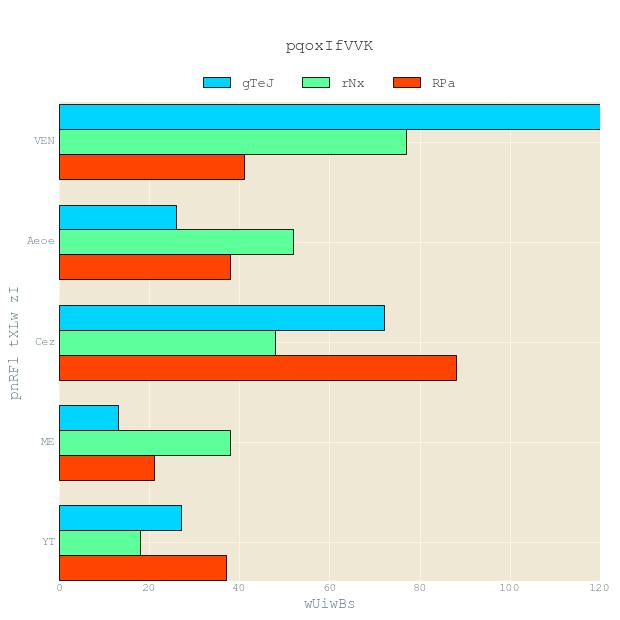 pqoxIfVVK
gTeJ rNx RPa
VEN
Aeoe
Cez
ME
YT
pnRFl tXLw zI
0 20 40 60 80 100 120
wUiwBs